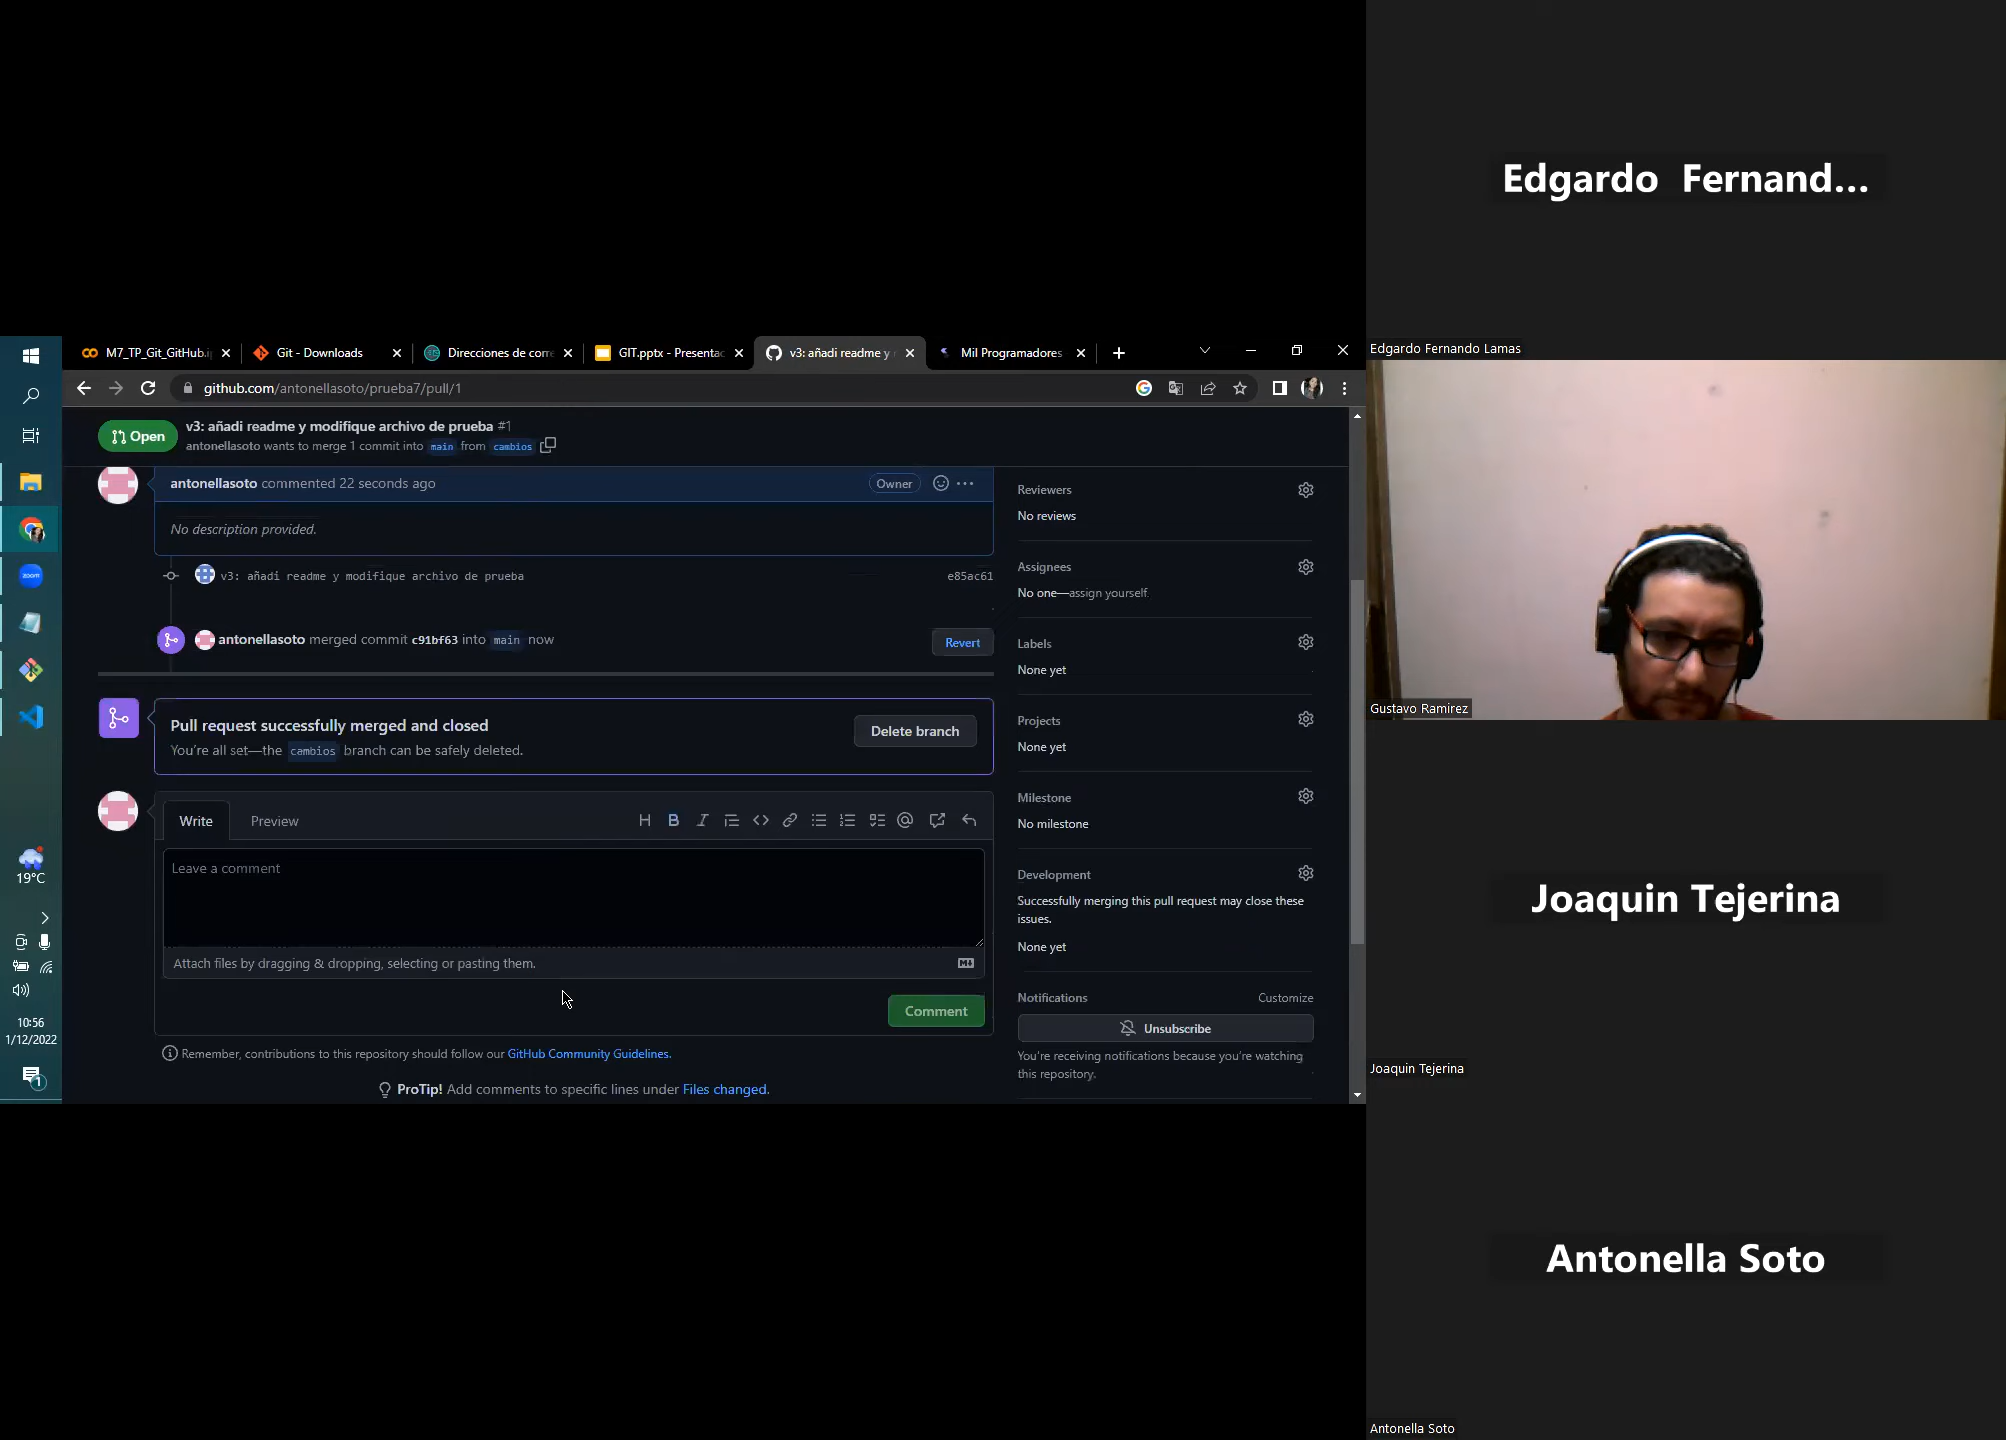 M7_TP_Git_GitHub.i
Git - Downloads
Direcciones de corre
GIT.pptx - Presentac
v3: añadi readme y
Mil Programadores
github.com/antonellasoto/prueba7/pull/1
Open
v3: añadi readme y modifique archivo de prueba #1
antonellasoto wants to merge 1 commit into main from cambios
antonellasoto commented 22 seconds ago
Owner
No description provided.
v3: añadi readme y modifique archivo de prueba
e85ac61
antonellasoto merged commit c91bf63 into main now
Revert
Pull request successfully merged and closed
You're all set—the cambios branch can be safely deleted.
Delete branch
Write
Preview
H B I
Leave a comment
Attach files by dragging & dropping, selecting or pasting them.
Comment
Remember, contributions to this repository should follow our GitHub Community Guidelines.
ProTip! Add comments to specific lines under Files changed.
Reviewers
No reviews
Assignees
No one—assign yourself
Labels
None yet
Projects
None yet
Milestone
No milestone
Development
Successfully merging this pull request may close these
issues.
None yet
Notifications
Customize
Unsubscribe
You're receiving notifications because you're watching
this repository.
zoom
19°C
10:56
1/12/2022
1
Edgardo Fernand...
Edgardo Fernando Lamas
Gustavo Ramirez
Joaquin Tejerina
Joaquin Tejerina
Antonella Soto
Antonella Soto